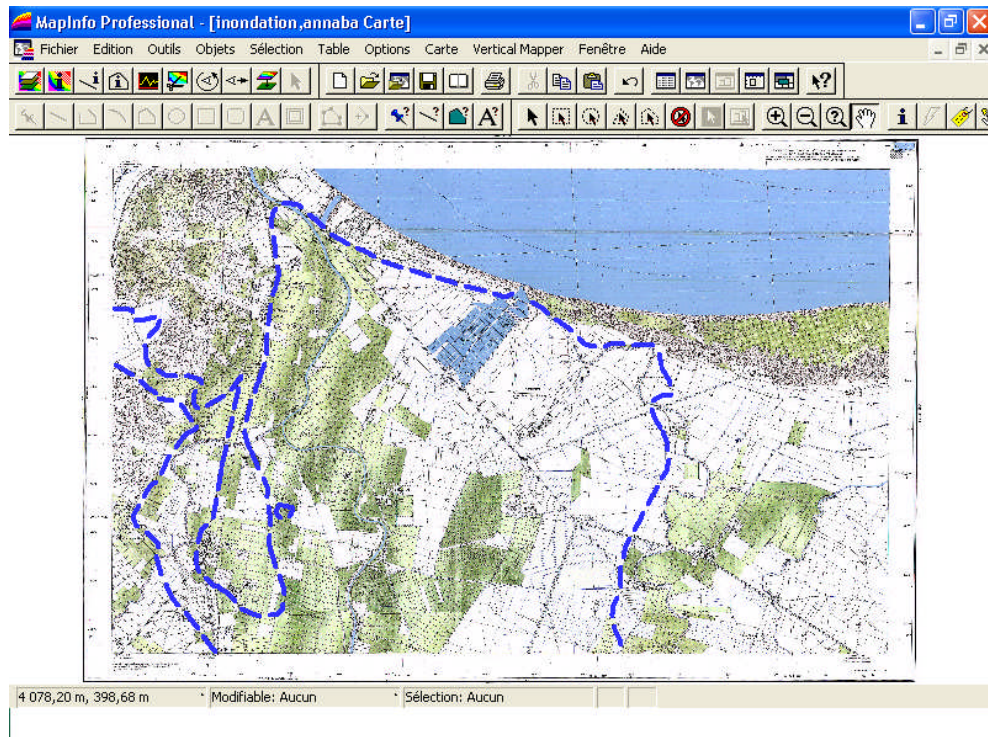 MapInfo Professional - [inondation,annaba Carte]
Fichier Edition Outils Objets Sélection Table Options Carte Vertical Mapper Fenêtre Aide
4 078,20 m, 398,68 m Modifiable: Aucun Sélection: Aucun